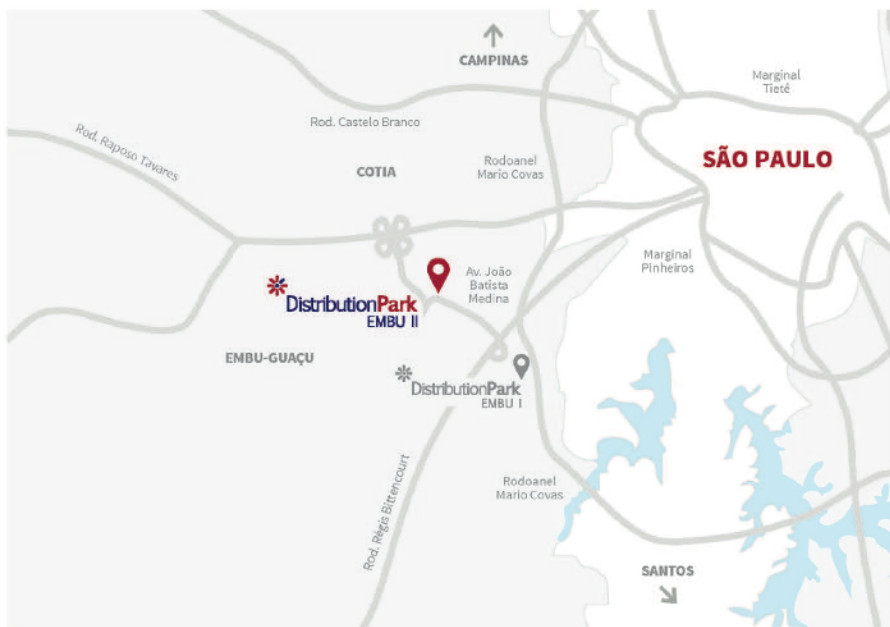 CAMPINAS
Marginal
Tietê
Rod. Castelo Branco
Rod. Raposo Tavares
Rodoanel
Mario Covas
SÃO PAULO
COTIA
Marginal
Pinheiros
Av. João
Batista
Medina
DistributionPark
EMBU II
EMBU-GUAÇU
DistributionPark
EMBU I
Rod. Régis Bittencourt
Rodoanel
Mario Covas
SANTOS